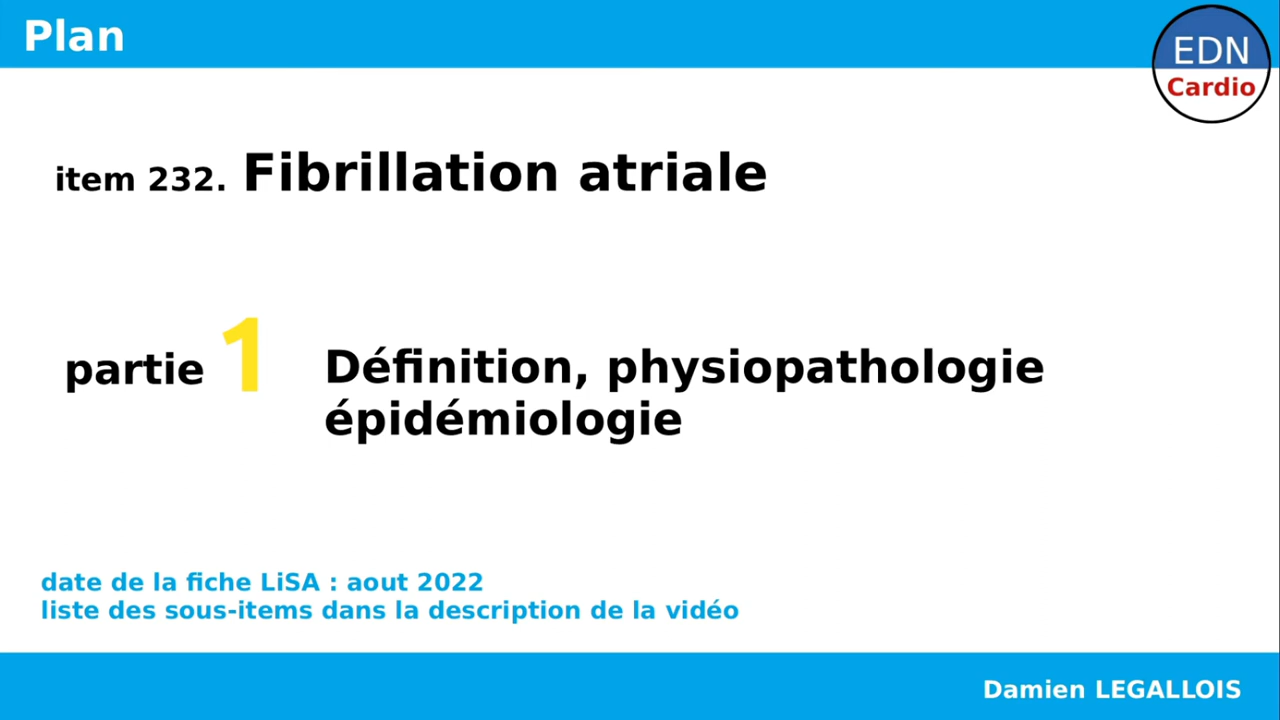 Plan
EDN
Cardio
item 232. Fibrillation atriale
partie 1 Définition, physiopathologie
épidémiologie
date de la fiche LiSA : aout 2022
liste des sous-items dans la description de la vidéo
Damien LEGALLOIS